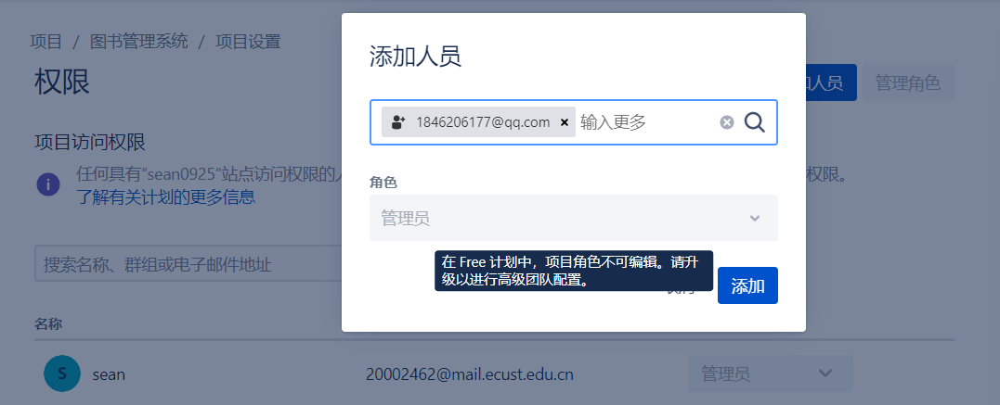 项目 / 图书管理系统 / 项目设置
权限
加人员
管理角色
项目访问权限
任何具有"sean0925"站点访问权限的
权限。
了解有关计划的更多信息
搜索名称、群组或电子邮件地址
名称
sean
20002462@mail.ecust.edu.cn
管理员
添加人员
1846206177@qq.com × 输入更多
角色
管理员
在 Free 计划中，项目角色不可编辑。请升
级以进行高级团队配置。
添加
S